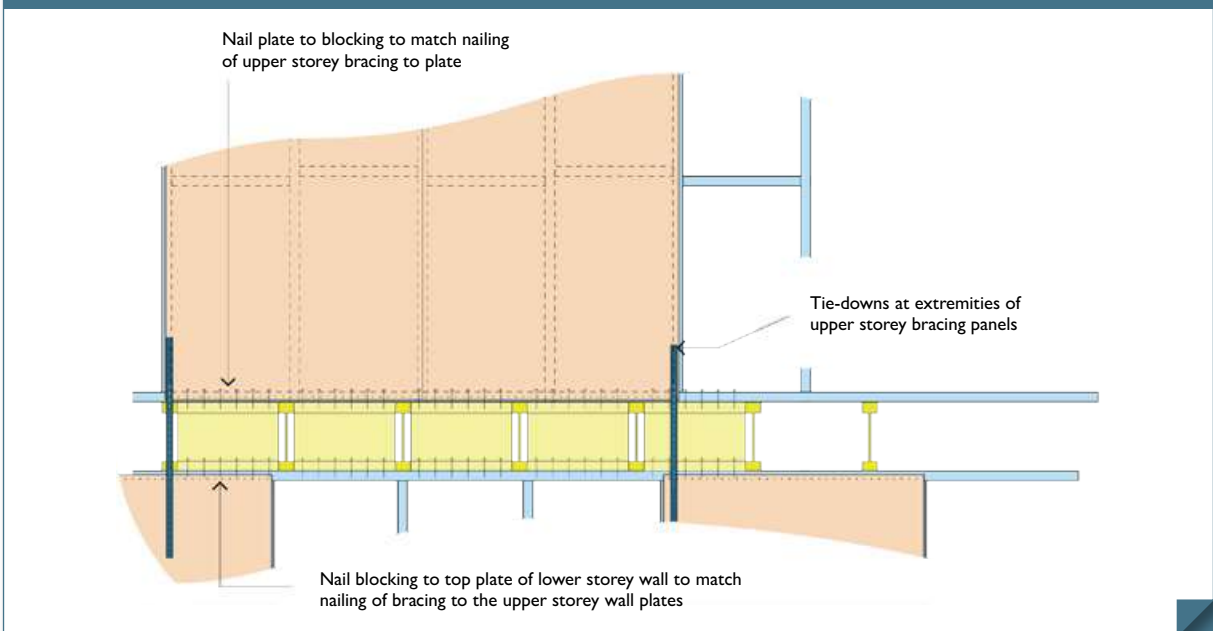 Nail plate to blocking to match nailing
of upper storey bracing to plate
Tie-downs at extremities of
upper storey bracing panels
Nail blocking to top plate of lower storey wall to match
nailing of bracing to the upper storey wall plates